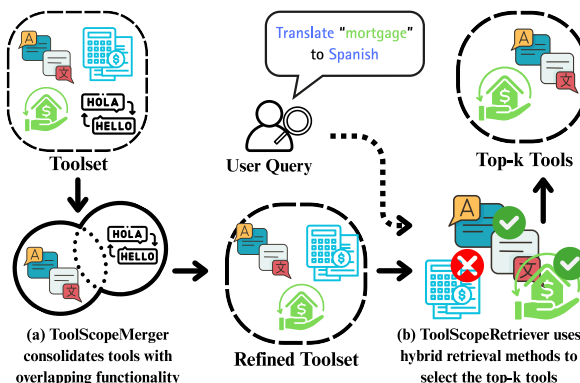 Translate "mortgage"
to Spanish
A
文
$
HOLA
HELLO
Toolset
User Query
A
文
$
Top-k Tools
A
文
HOLA
HELLO
A
文
$
A
文
$
(a) ToolScopeMerger
consolidates tools with
overlapping functionality
Refined Toolset
(b) ToolScopeRetriever uses
hybrid retrieval methods to
select the top-k tools